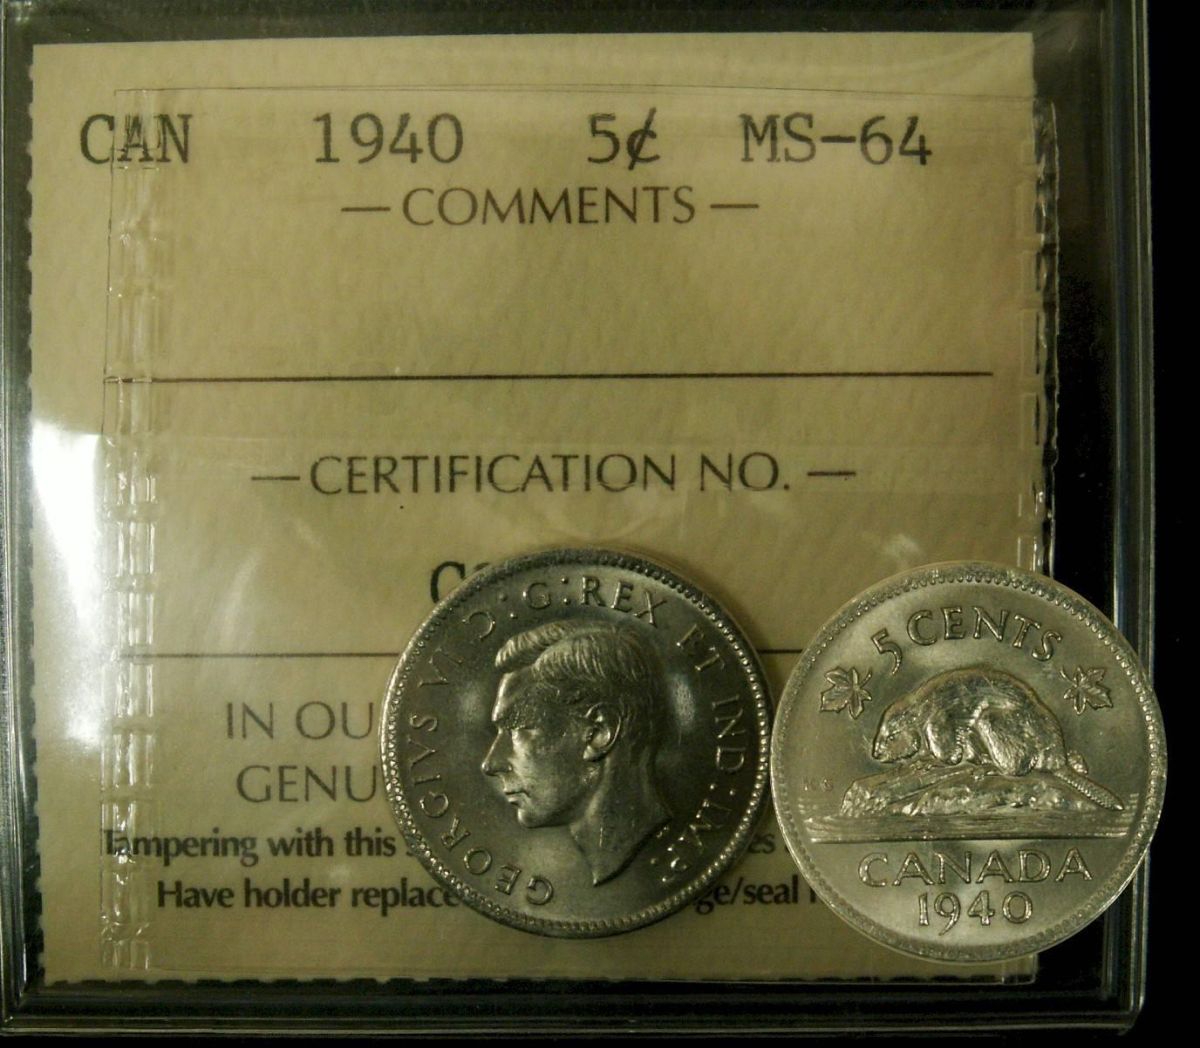 CAN 1940 5¢ MS-64
— COMMENTS —
— CERTIFICATION NO. —
IN OU
GENU
Tampering with this
Have holder replace ge/seal
GEORGIVS VI D:G:REX ET IND:IMP:
5 CENTS
K G
CANADA
1940